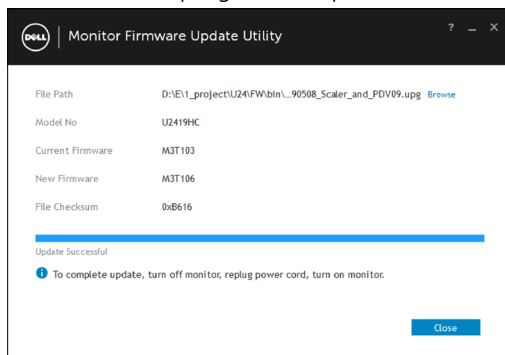 DELL Monitor Firmware Update Utility ? _ X
File Path D:\E\1_project\U24\FW\bin\...90508_Scaler_and_PDV09.upg Browse
Model No U2419HC
Current Firmware M3T103
New Firmware M3T106
File Checksum 0xB616
Update Successful
To complete update, turn off monitor, replug power cord, turn on monitor.
Close